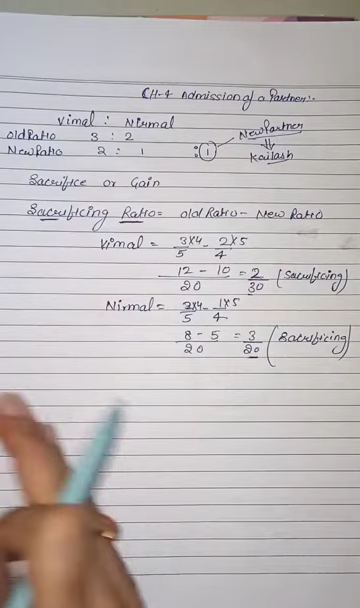 CH-4 Admission of a Partner:-
Vimal : Nirmal
Old Ratio 3 : 2
New Partner
New Ratio 2 : 1 : 1
Kailash
Sacrifice or Gain
Sacrificing Ratio = Old Ratio - New Ratio
Vimal = 3x4/5 - 2x5/4
12 - 10/20 = 2/30 (Sacrificing)
Nirmal = 2x4/5 - 1x5/4
8 - 5/20 = 3/20 (Sacrificing)